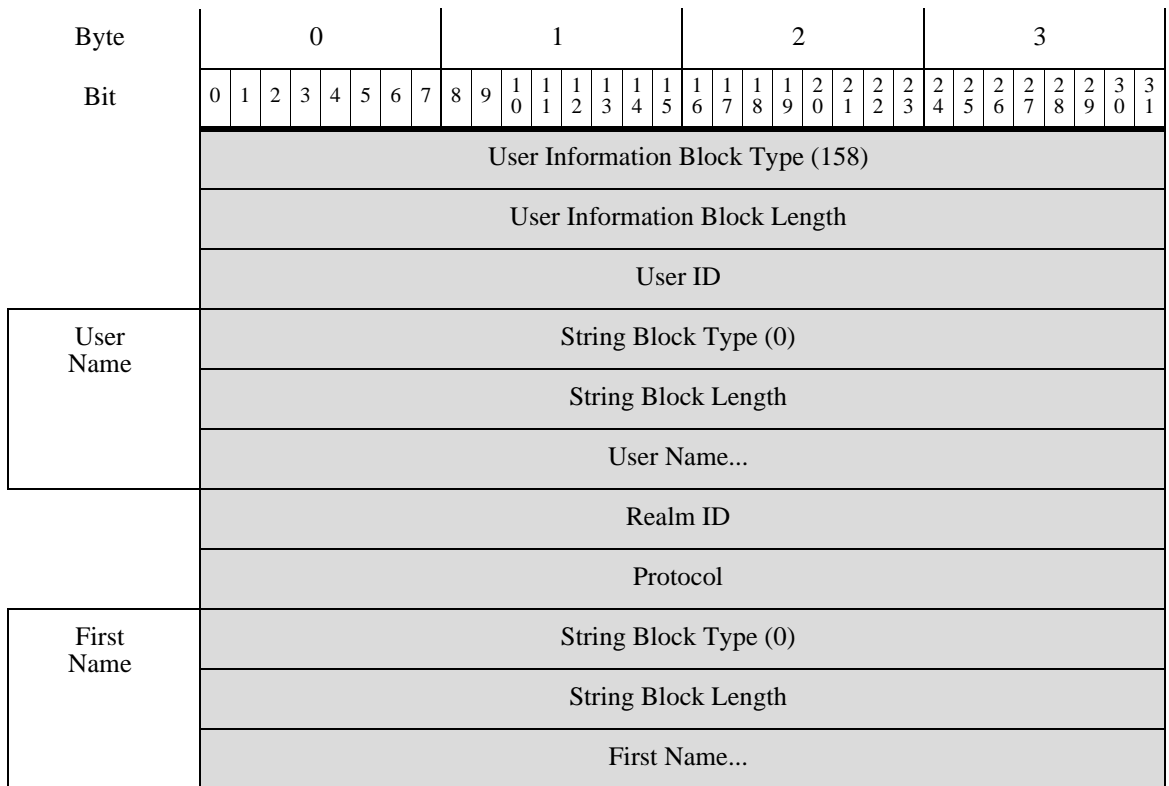 Byte 0 1 2 3
Bit 0 1 2 3 4 5 6 7 8 9 10 11 12 13 14 15 16 17 18 19 20 21 22 23 24 25 26 27 28 29 30 31
User Information Block Type (158)
User Information Block Length
User ID
User
Name
String Block Type (0)
String Block Length
User Name...
Realm ID
Protocol
First
Name
String Block Type (0)
String Block Length
First Name...